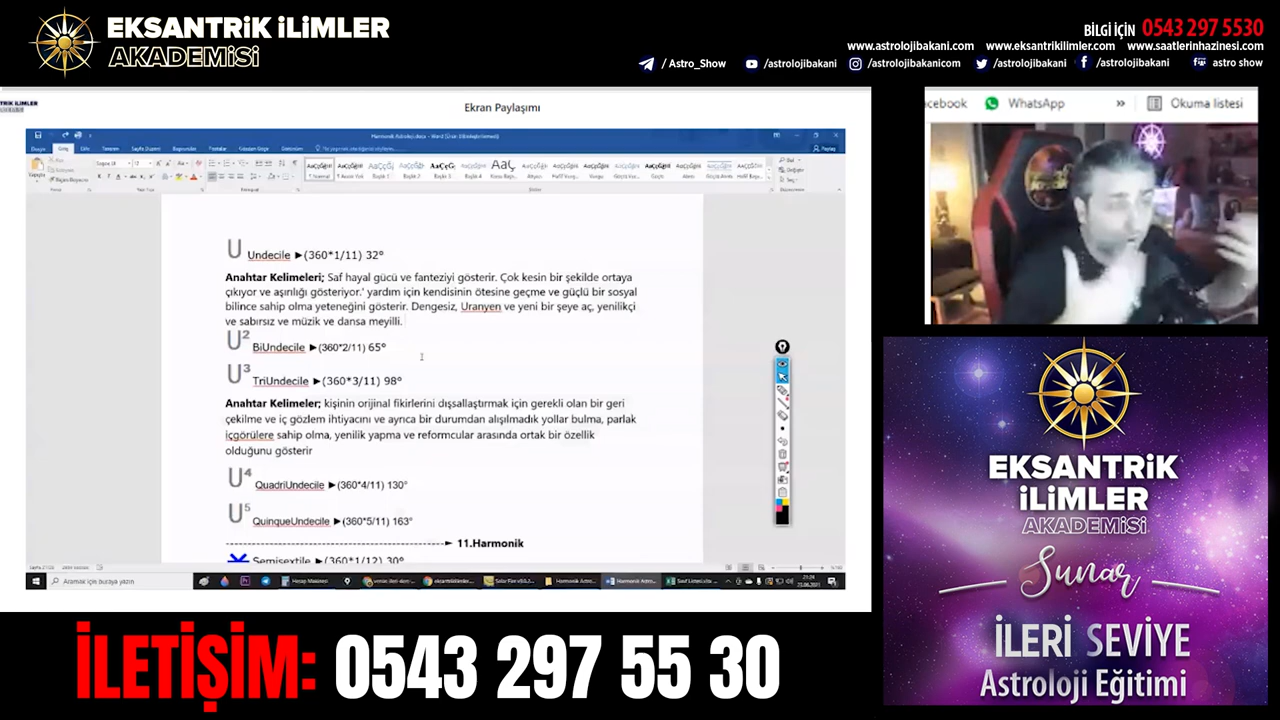 EKSANTRİK İLİMLER
AKADEMİSİ
BİLGİ İÇİN 0543 297 5530
www.astrolojibakani.com www.eksantrikilimler.com www.saatlerinhazinesi.com
/ Astro_Show /astrolojibakani /astrolojibakanicom /astrolojibakani /astrolojibakani astro show
Ekran Paylaşımı
WhatsApp » Okuma listesi
U Undecile ►(360*1/11) 32°
Anahtar Kelimeleri; Saf hayal gücü ve fanteziyi gösterir. Çok kesin bir şekilde ortaya
çıkıyor ve aşırılığı gösteriyor.' yardım için kendisinin ötesine geçme ve güçlü bir sosyal
bilince sahip olma yeteneğini gösterir. Dengesiz, Uranyen ve yeni bir şeye aç, yenilikçi
ve sabırsız ve müzik ve dansa meyilli.
U² BiUndecile ►(360*2/11) 65°
U³ TriUndecile ►(360*3/11) 98°
Anahtar Kelimeler; kişinin orijinal fikirlerini dışsallaştırmak için gerekli olan bir geri
çekilme ve iç gözlem ihtiyacını ve ayrıca bir durumdan alışılmadık yollar bulma, parlak
içgörülere sahip olma, yenilik yapma ve reformcular arasında ortak bir özellik
olduğunu gösterir
U⁴ QuadriUndecile ►(360*4/11) 130°
U⁵ QuinqueUndecile ►(360*5/11) 163°
---------------------------------------------► 11.Harmonik
Semisextile ►(360*1/12) 30°
Aramak için buraya yazın
EKSANTRİK
İLİMLER
AKADEMİSİ
Sunar
İLERİ SEVİYE
Astroloji Eğitimi
İLETİŞİM: 0543 297 55 30